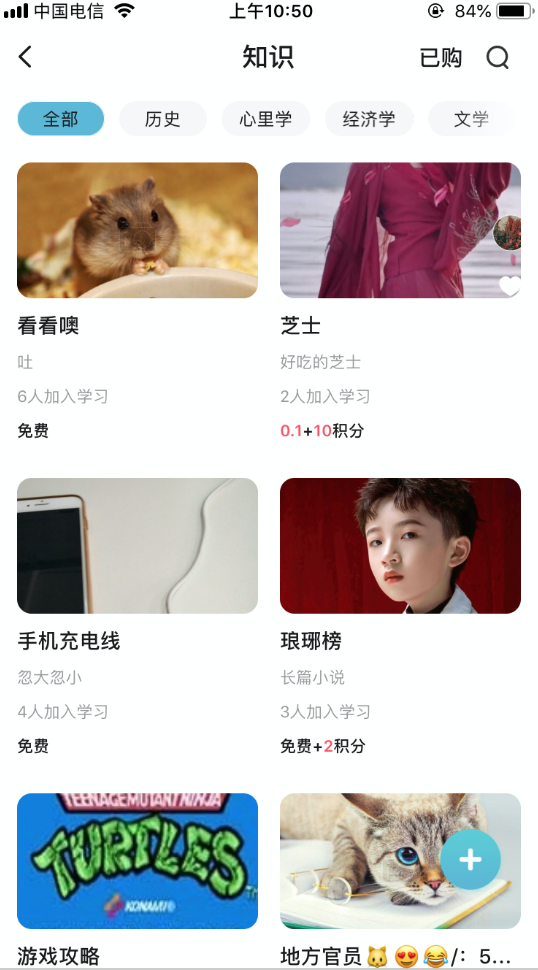 中国电信 上午10:50 84%
知识 已购
全部 历史 心里学 经济学 文学
看看噢 芝士
吐 好吃的芝士
6人加入学习 2人加入学习
免费 0.1+10积分
手机充电线 琅琊榜
忽大忽小 长篇小说
4人加入学习 3人加入学习
免费 免费+2积分
TEENAGE MUTANT NINJA
TURTLES
KONAMI®
游戏攻略 地方官员🐱😍😂/：5...